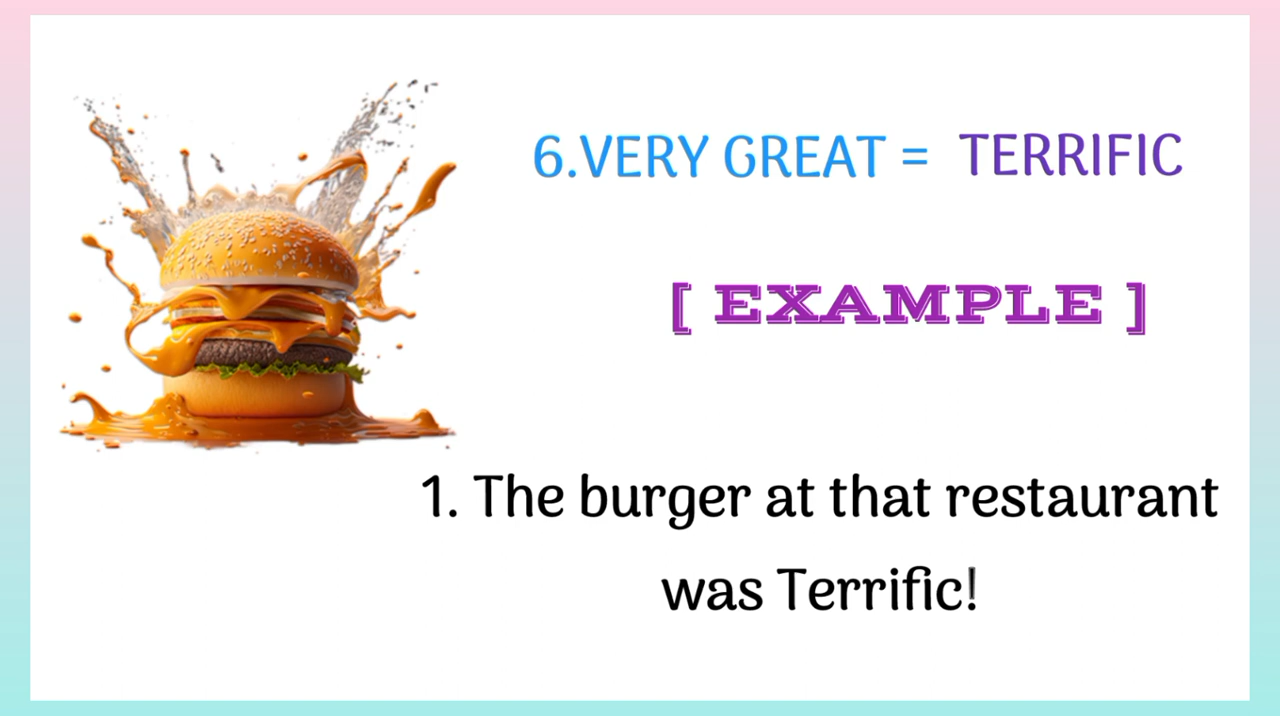 6.VERY GREAT = TERRIFIC
[ EXAMPLE ]
1. The burger at that restaurant
was Terrific!